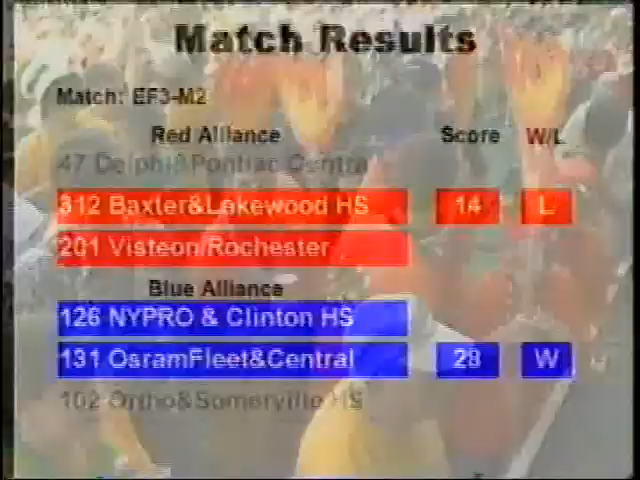 Match Results
Match: EF3-M2
Red Alliance Score W/L
47 Delphi&Pontiac Centra
312 Baxter&Lakewood HS 14 L
201 Visteon/Rochester
Blue Alliance
126 NYPRO & Clinton HS
131 OsramFleet&Central 28 W
102 Ortho&Somerville HS